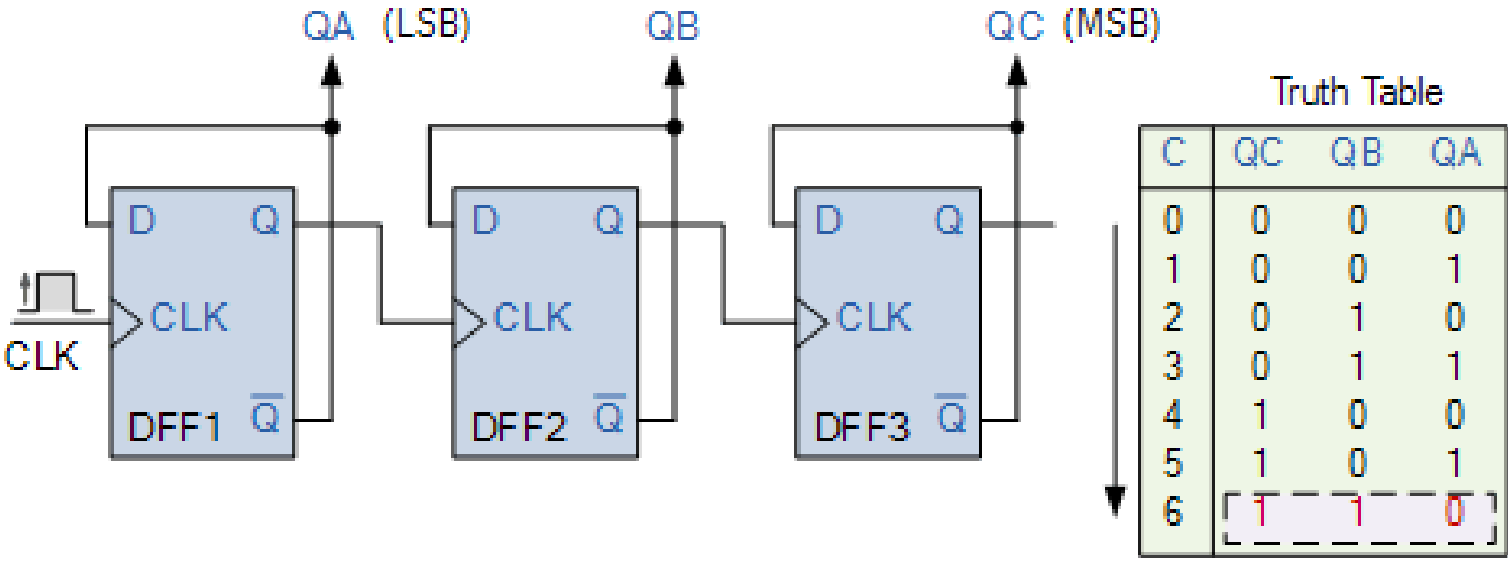 QA (LSB) QB QC (MSB)
Truth Table
C QC QB QA
D Q D Q D Q
0 0 0 0
1 0 0 1
CLK CLK CLK
2 0 1 0
CLK
3 0 1 1
DFF1 Q̅ DFF2 Q̅ DFF3 Q̅
4 1 0 0
5 1 0 1
6 1 1 0